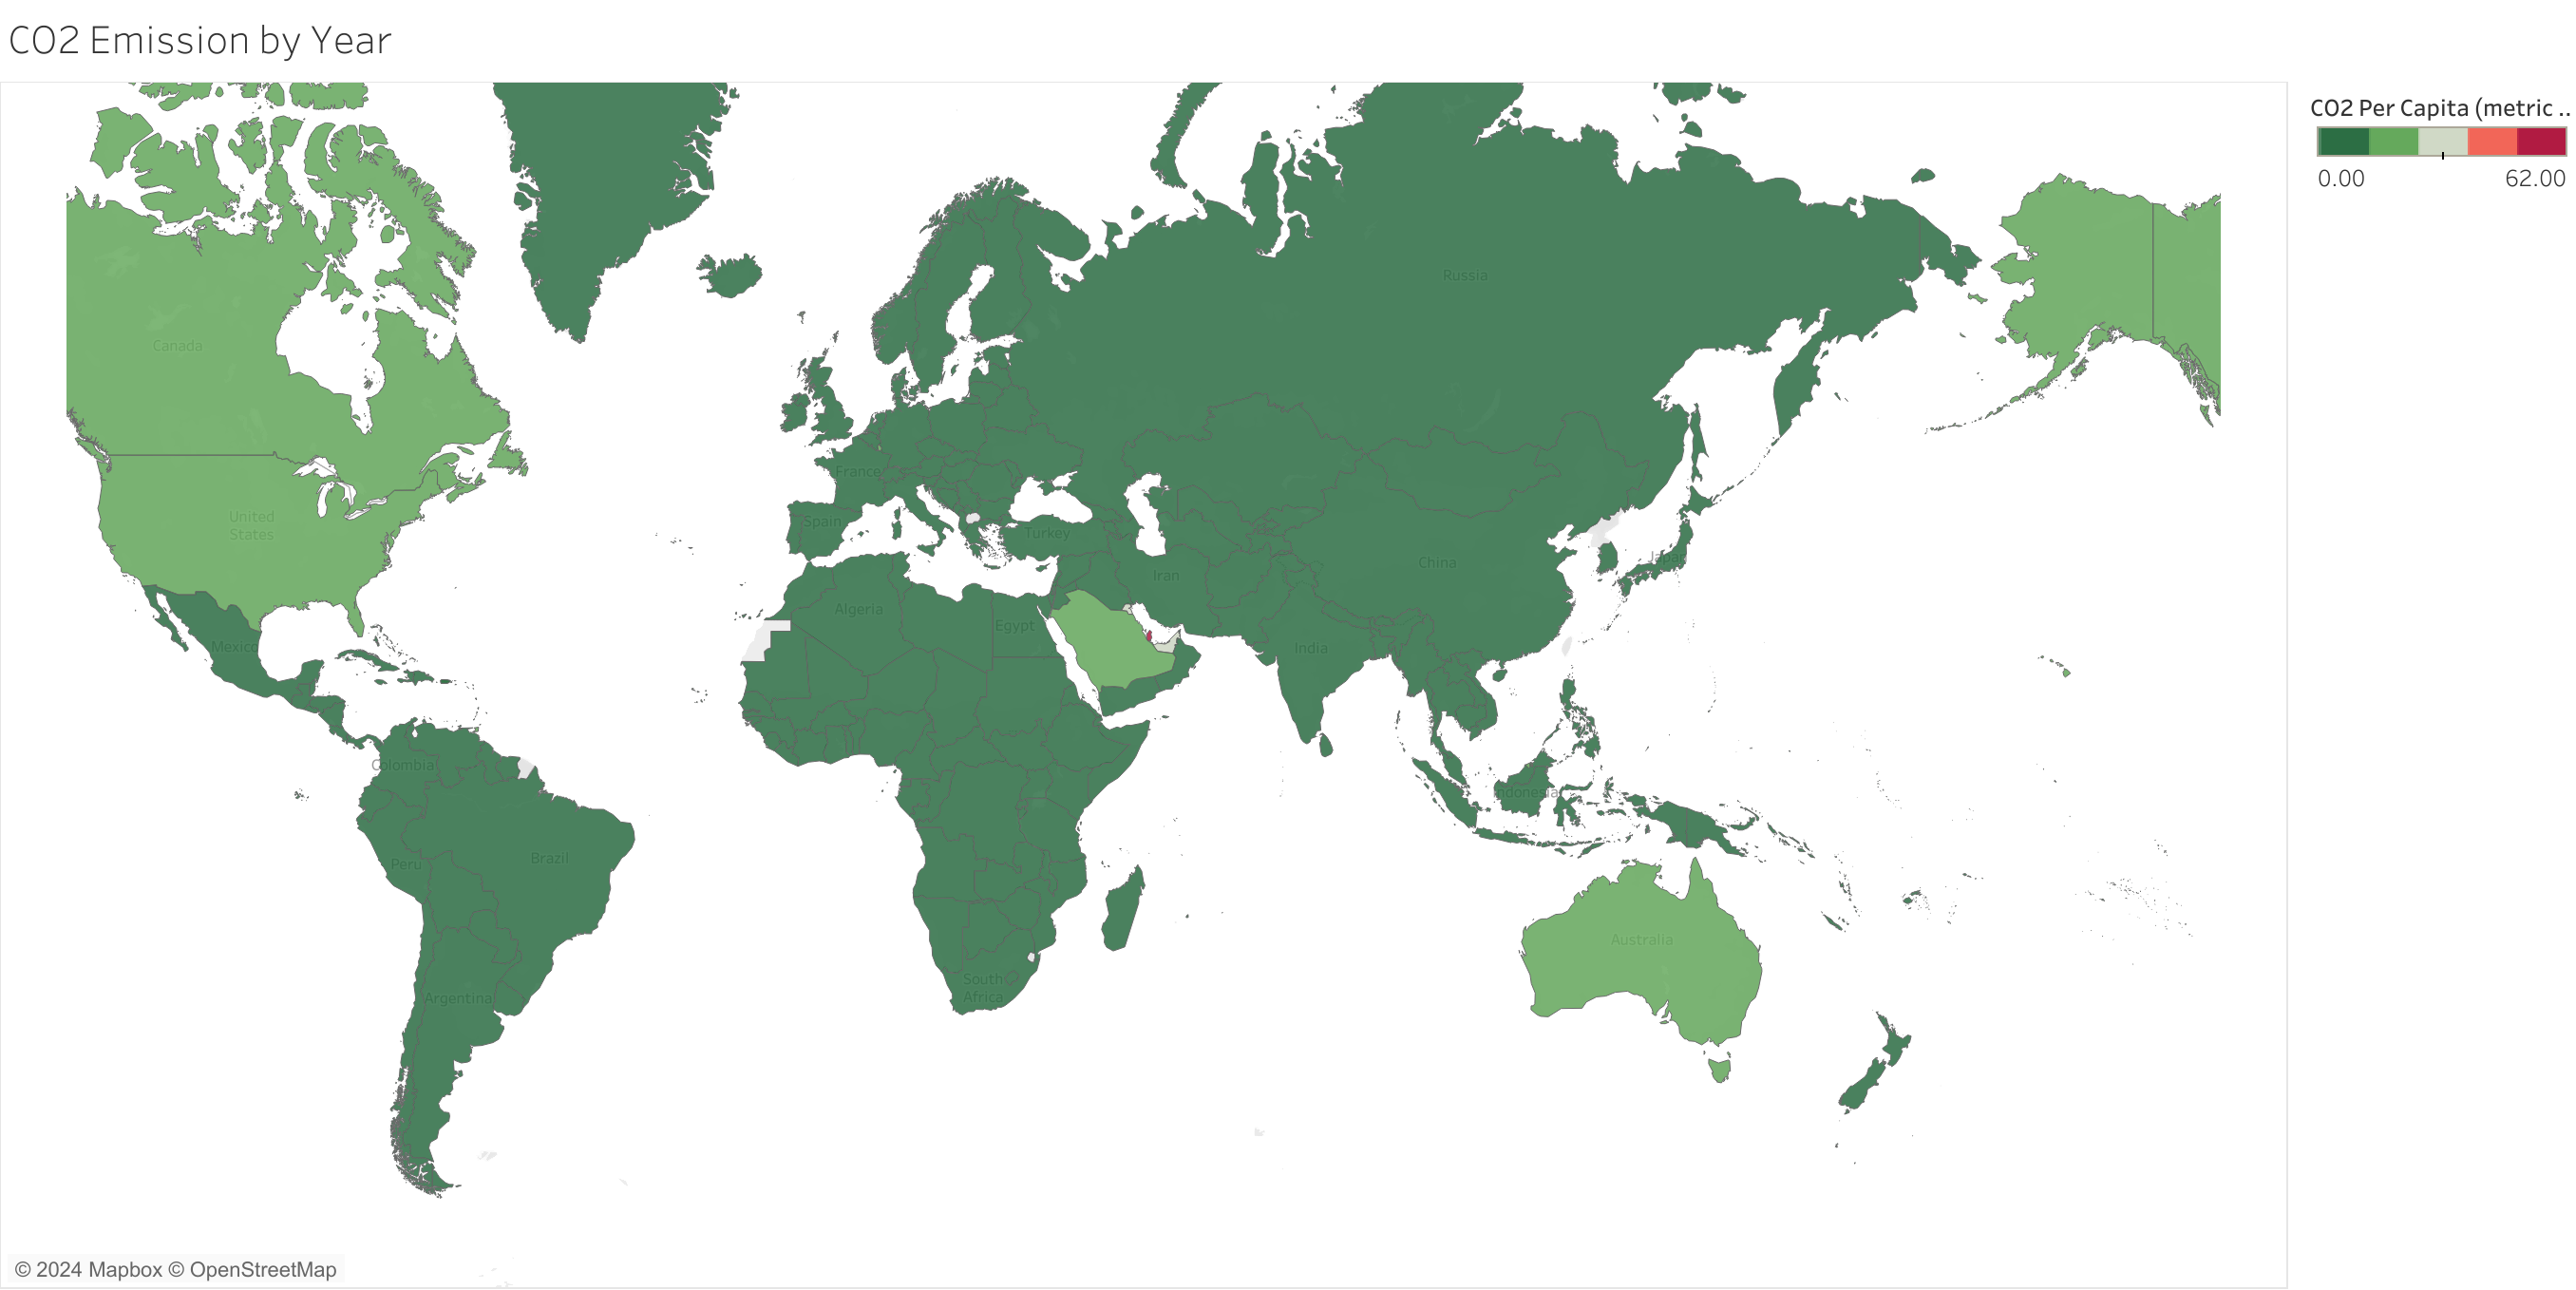 CO2 Emission by Year
CO2 Per Capita (metric ..
0.00
62.00
Russia
Canada
France
United
States
Spain
Turkey
Japan
China
Iran
Algeria
Egypt
Mexico
India
Colombia
Indonesia
Brazil
Peru
Australia
South
Africa
Argentina
© 2024 Mapbox © OpenStreetMap